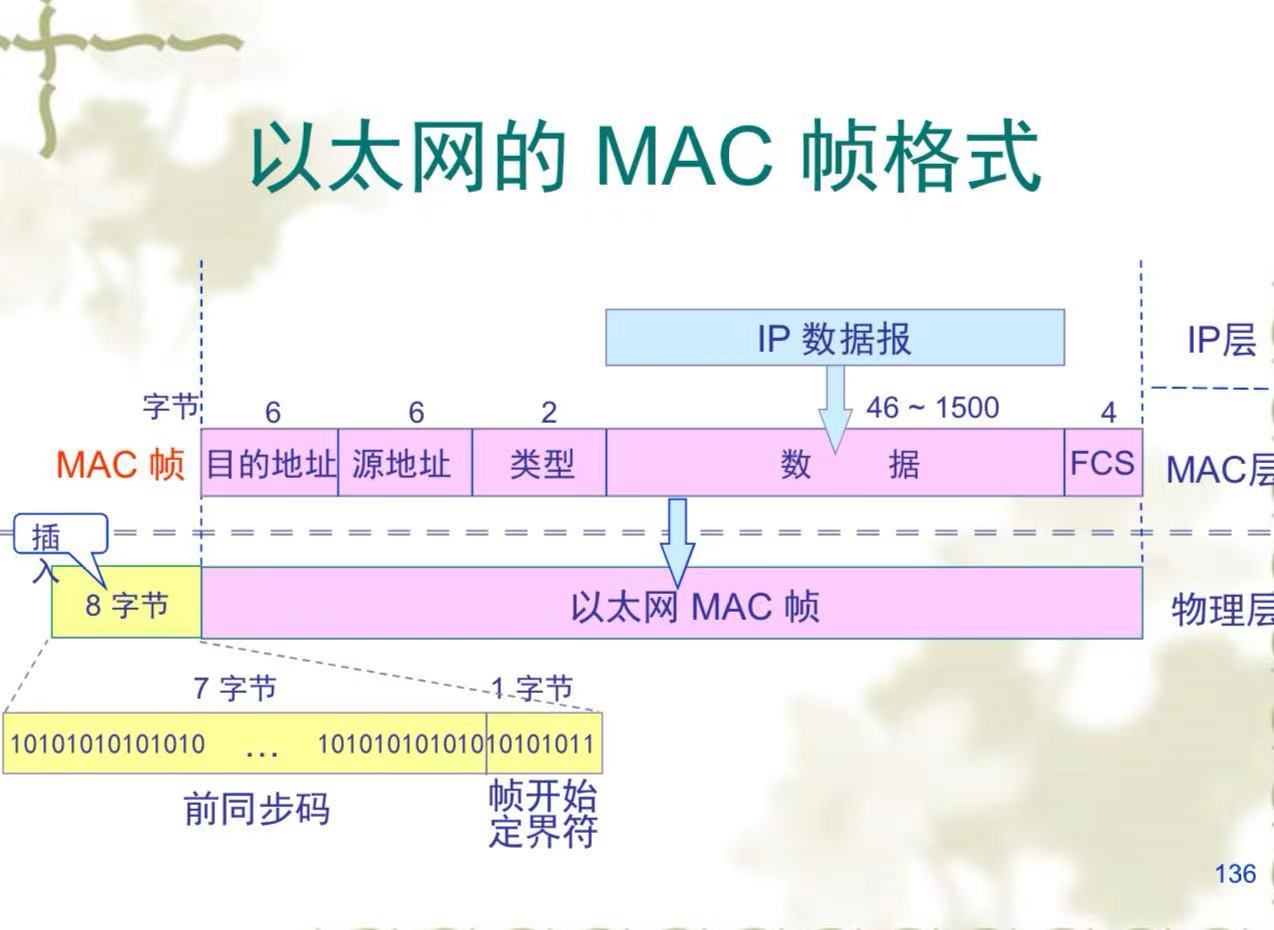 以太网的 MAC 帧格式
IP 数据报
IP层
字节
6
6
2
46 ~ 1500
4
MAC 帧
目的地址
源地址
类型
数 据
FCS
MAC层
插
入
8 字节
以太网 MAC 帧
物理层
7 字节
1 字节
10101010101010 … 101010101010
10101011
前同步码
帧开始
定界符
136